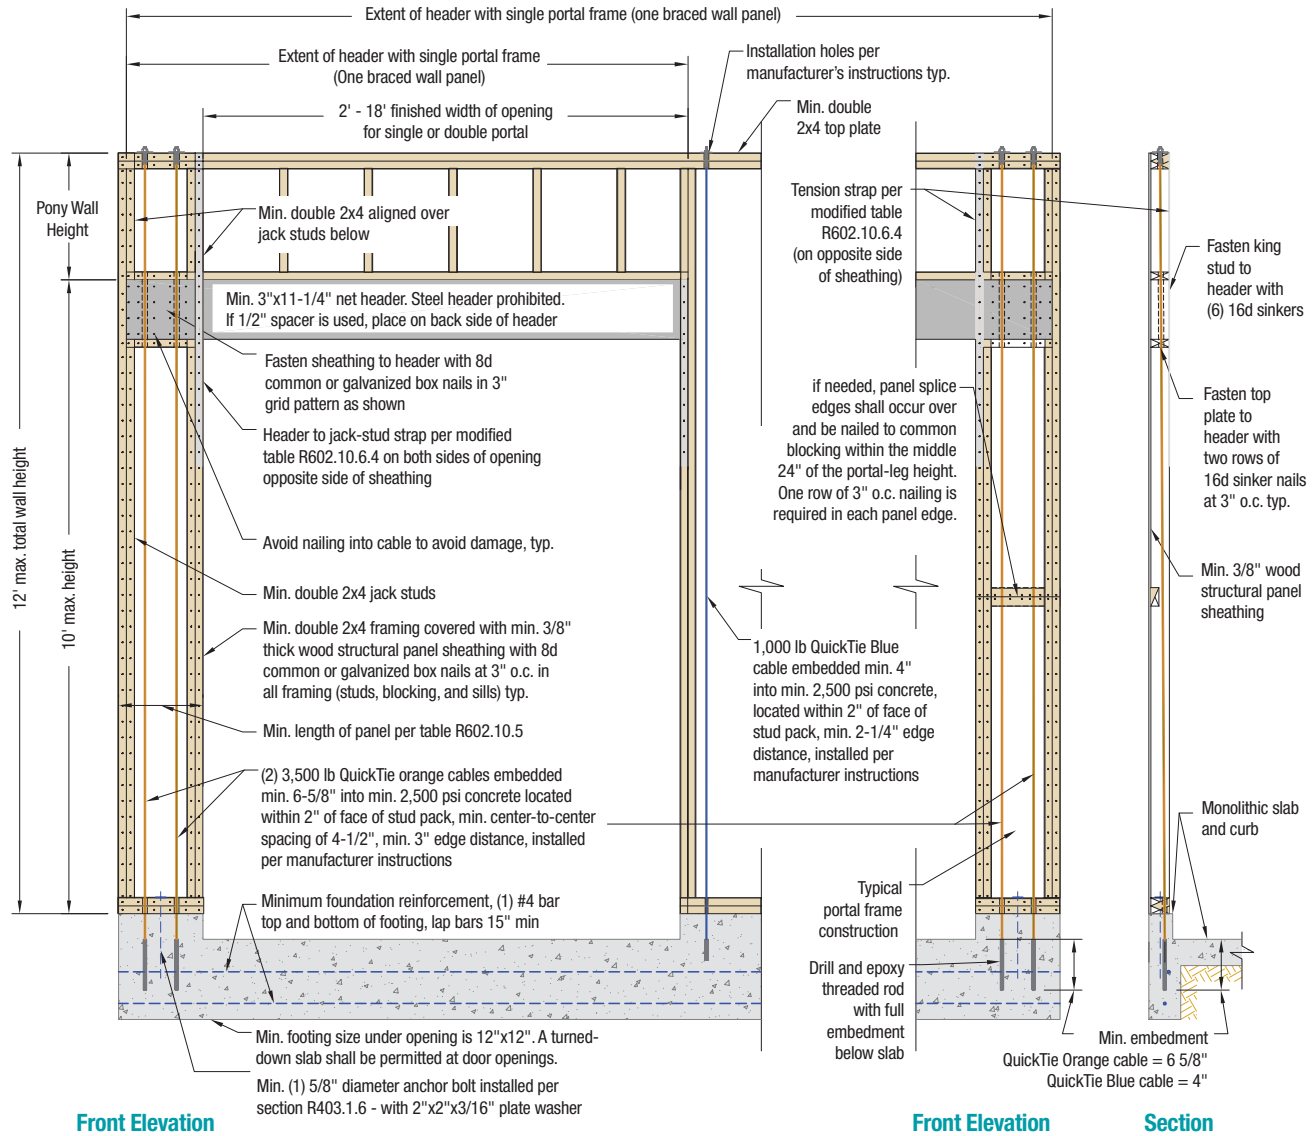 Extent of header with single portal frame (one braced wall panel)
Extent of header with single portal frame
(One braced wall panel)
2' - 18' finished width of opening
for single or double portal
Installation holes per
manufacturer's instructions typ.
Min. double
2x4 top plate
Pony Wall
Height
12' max. total wall height
10' max. height
Min. double 2x4 aligned over
jack studs below
Min. 3"x11-1/4" net header. Steel header prohibited.
If 1/2" spacer is used, place on back side of header
Fasten sheathing to header with 8d
common or galvanized box nails in 3"
grid pattern as shown
Header to jack-stud strap per modified
table R602.10.6.4 on both sides of opening
opposite side of sheathing
Avoid nailing into cable to avoid damage, typ.
Min. double 2x4 jack studs
Min. double 2x4 framing covered with min. 3/8"
thick wood structural panel sheathing with 8d
common or galvanized box nails at 3" o.c. in
all framing (studs, blocking, and sills) typ.
Min. length of panel per table R602.10.5
(2) 3,500 lb QuickTie orange cables embedded
min. 6-5/8" into min. 2,500 psi concrete located
within 2" of face of stud pack, min. center-to-center
spacing of 4-1/2", min. 3" edge distance, installed
per manufacturer instructions
Minimum foundation reinforcement, (1) #4 bar
top and bottom of footing, lap bars 15" min
Min. footing size under opening is 12"x12". A turned-
down slab shall be permitted at door openings.
Min. (1) 5/8" diameter anchor bolt installed per
section R403.1.6 - with 2"x2"x3/16" plate washer
Front Elevation
Tension strap per
modified table
R602.10.6.4
(on opposite side
of sheathing)
if needed, panel splice
edges shall occur over
and be nailed to common
blocking within the middle
24" of the portal-leg height.
One row of 3" o.c. nailing is
required in each panel edge.
1,000 lb QuickTie Blue
cable embedded min. 4"
into min. 2,500 psi concrete,
located within 2" of face of
stud pack, min. 2-1/4" edge
distance, installed per
manufacturer instructions
Typical
portal frame
construction
Drill and epoxy
threaded rod
with full
embedment
below slab
Front Elevation
Fasten king
stud to
header with
(6) 16d sinkers
Fasten top
plate to
header with
two rows of
16d sinker nails
at 3" o.c. typ.
Min. 3/8" wood
structural panel
sheathing
Monolithic slab
and curb
Min. embedment
QuickTie Orange cable = 6 5/8"
QuickTie Blue cable = 4"
Section